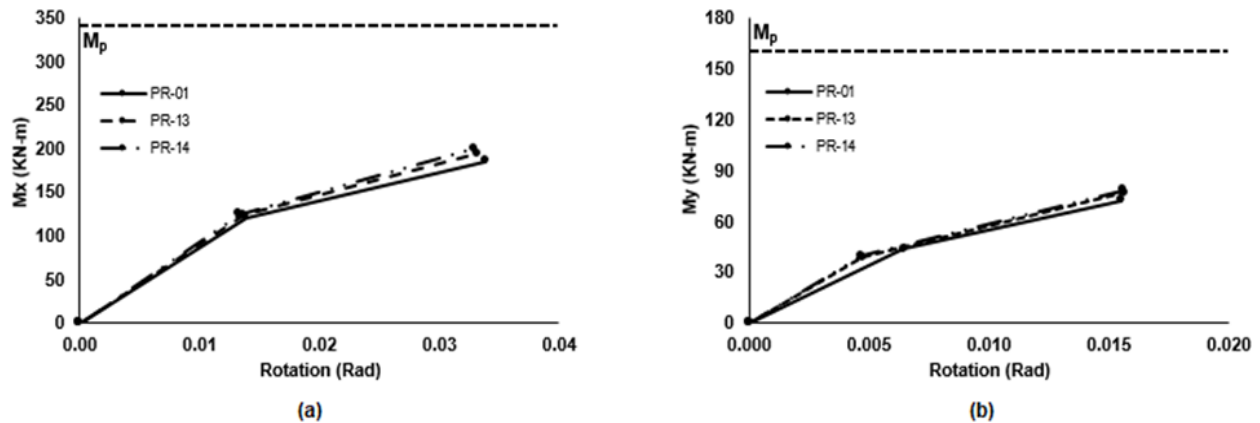 350
300
250
200
150
100
50
0
Mx (KN-m)
Mp
PR-01
PR-13
PR-14
0.00 0.01 0.02 0.03 0.04
Rotation (Rad)
(a)
180
150
120
90
60
30
0
My (KN-m)
Mp
PR-01
PR-13
PR-14
0.000 0.005 0.010 0.015 0.020
Rotation (Rad)
(b)